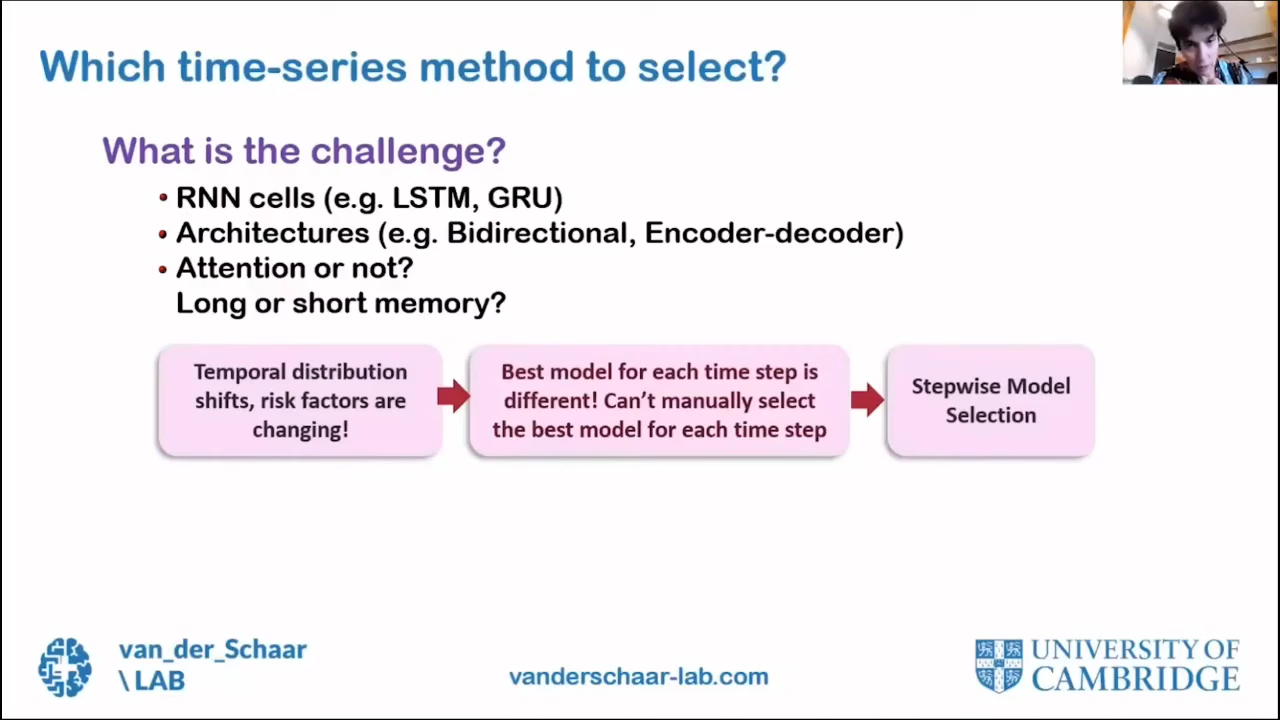 Which time-series method to select?
What is the challenge?
• RNN cells (e.g. LSTM, GRU)
• Architectures (e.g. Bidirectional, Encoder-decoder)
• Attention or not?
Long or short memory?
Temporal distribution
shifts, risk factors are
changing!
Best model for each time step is
different! Can't manually select
the best model for each time step
Stepwise Model
Selection
van_der_Schaar
\ LAB
vanderschaar-lab.com
UNIVERSITY OF
CAMBRIDGE